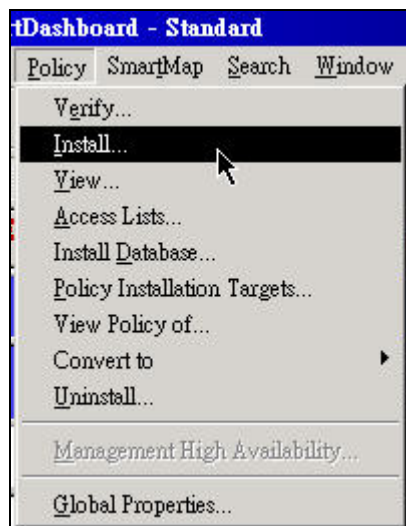 tDashboard - Standard
Policy SmartMap Search Window
Verify...
Install...
View...
Access Lists...
Install Database...
Policy Installation Targets...
View Policy of...
Convert to
Uninstall...
Management High Availability...
Global Properties...